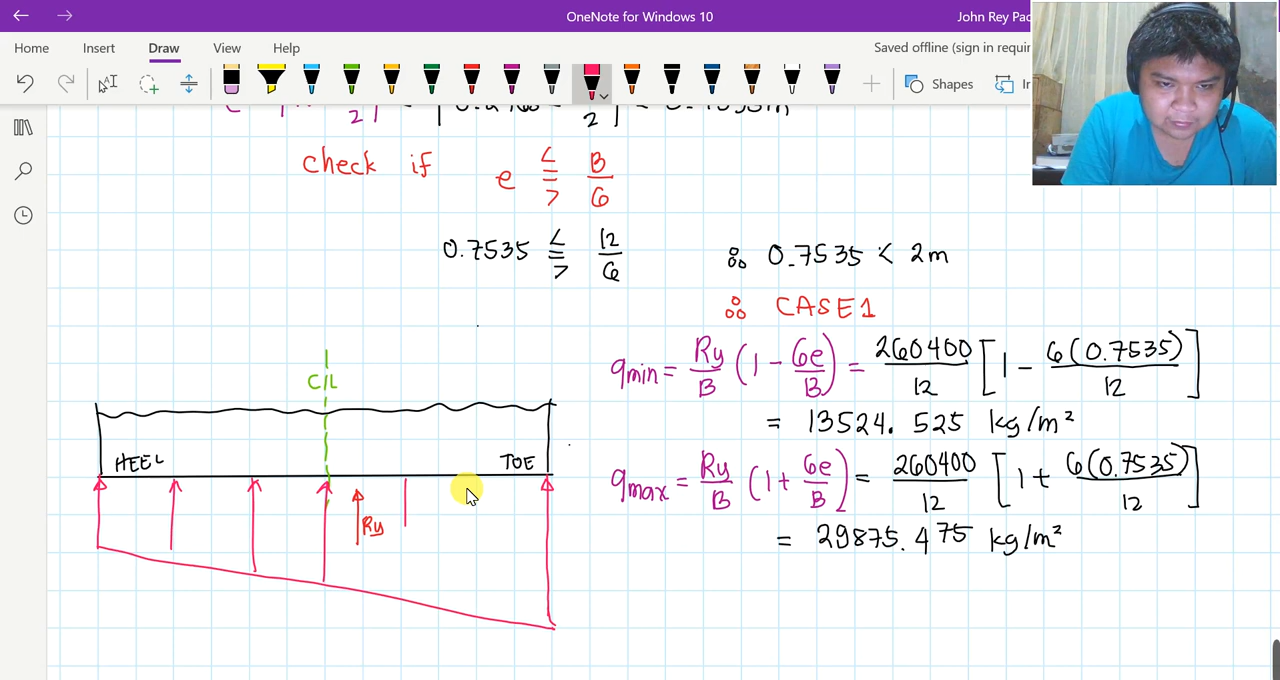 OneNote for Windows 10
John Rey Pac
Home Insert Draw View Help
Saved offline (sign in requir
Shapes
check if e ≤ > B/6
0.7535 ≤ > 12/6
∴ 0.7535 < 2m
∴ CASE 1
qmin = Ry/B (1 - 6e/B) = 260400/12 [1 - 6(0.7535)/12]
= 13524.525 kg/m²
qmax = Ry/B (1 + 6e/B) = 260400/12 [1 + 6(0.7535)/12]
= 29875.475 kg/m²
C/L
HEEL TOE
Ry